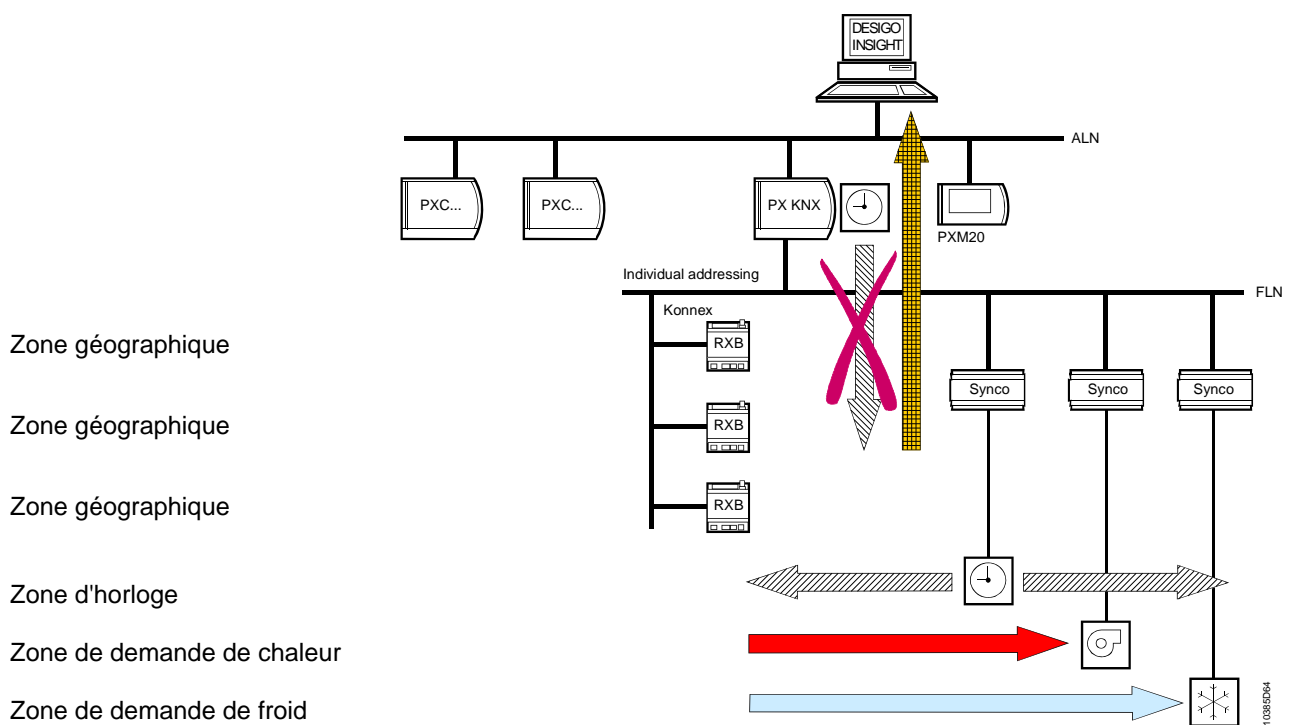 DESIGO
INSIGHT
ALN
PXC...
PXC...
PX KNX
PXM20
Individual addressing
FLN
Konnex
Zone géographique
RXB
Synco
Synco
Synco
Zone géographique
RXB
Zone géographique
RXB
Zone d'horloge
Zone de demande de chaleur
Zone de demande de froid
10385D64